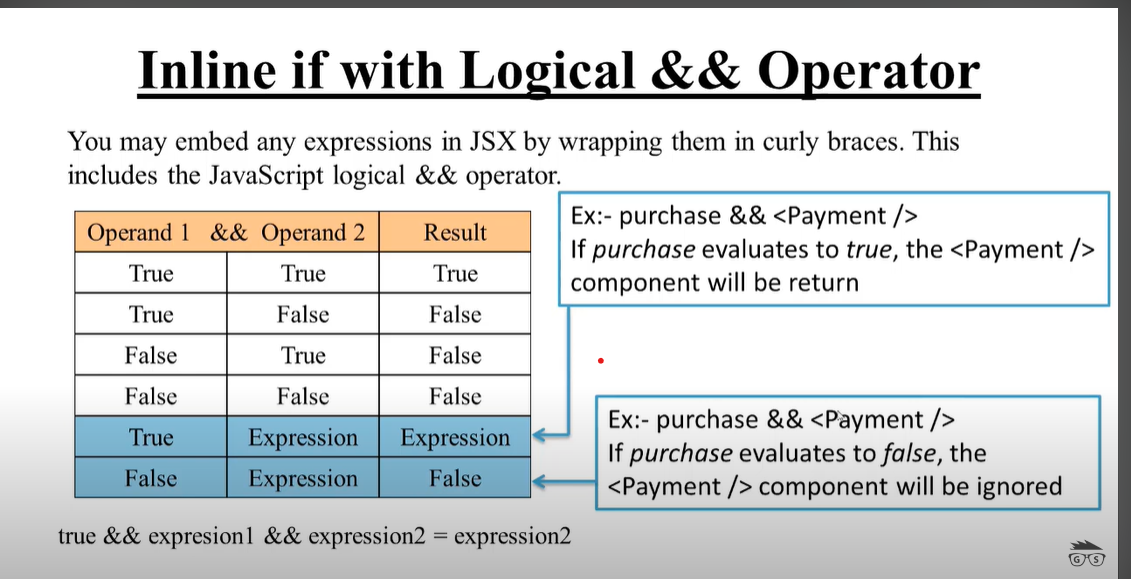 Inline if with Logical && Operator
You may embed any expressions in JSX by wrapping them in curly braces. This
includes the JavaScript logical && operator.
Operand 1 && Operand 2 Result
True True True
True False False
False True False
False False False
True Expression Expression
False Expression False
Ex:- purchase && <Payment />
If purchase evaluates to true, the <Payment />
component will be return
Ex:- purchase && <Payment />
If purchase evaluates to false, the
<Payment /> component will be ignored
true && expresion1 && expression2 = expression2
G S